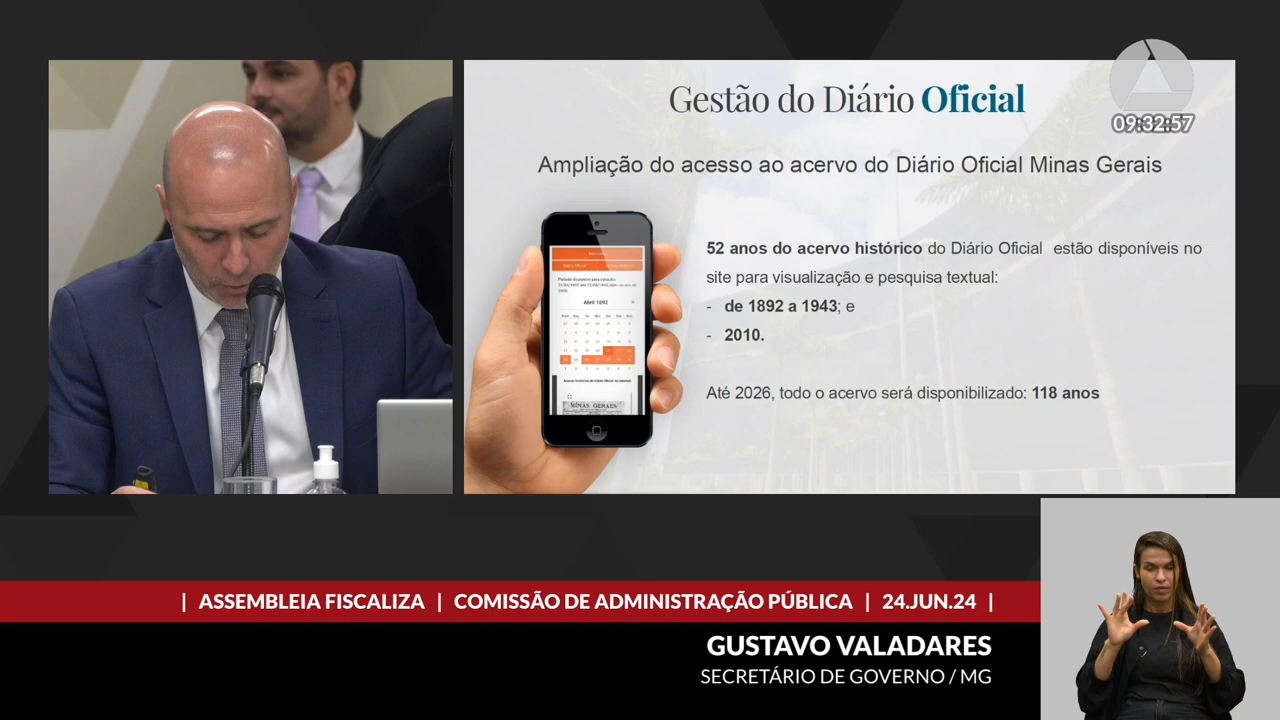 Gestão do Diário Oficial
09:32:57
Ampliação do acesso ao acervo do Diário Oficial Minas Gerais
52 anos do acervo histórico do Diário Oficial estão disponíveis no
site para visualização e pesquisa textual:
- de 1892 a 1943; e
- 2010.
Até 2026, todo o acervo será disponibilizado: 118 anos
Abril 1892
MINAS GERAES
| ASSEMBLEIA FISCALIZA | COMISSÃO DE ADMINISTRAÇÃO PÚBLICA | 24.JUN.24 |
GUSTAVO VALADARES
SECRETÁRIO DE GOVERNO / MG